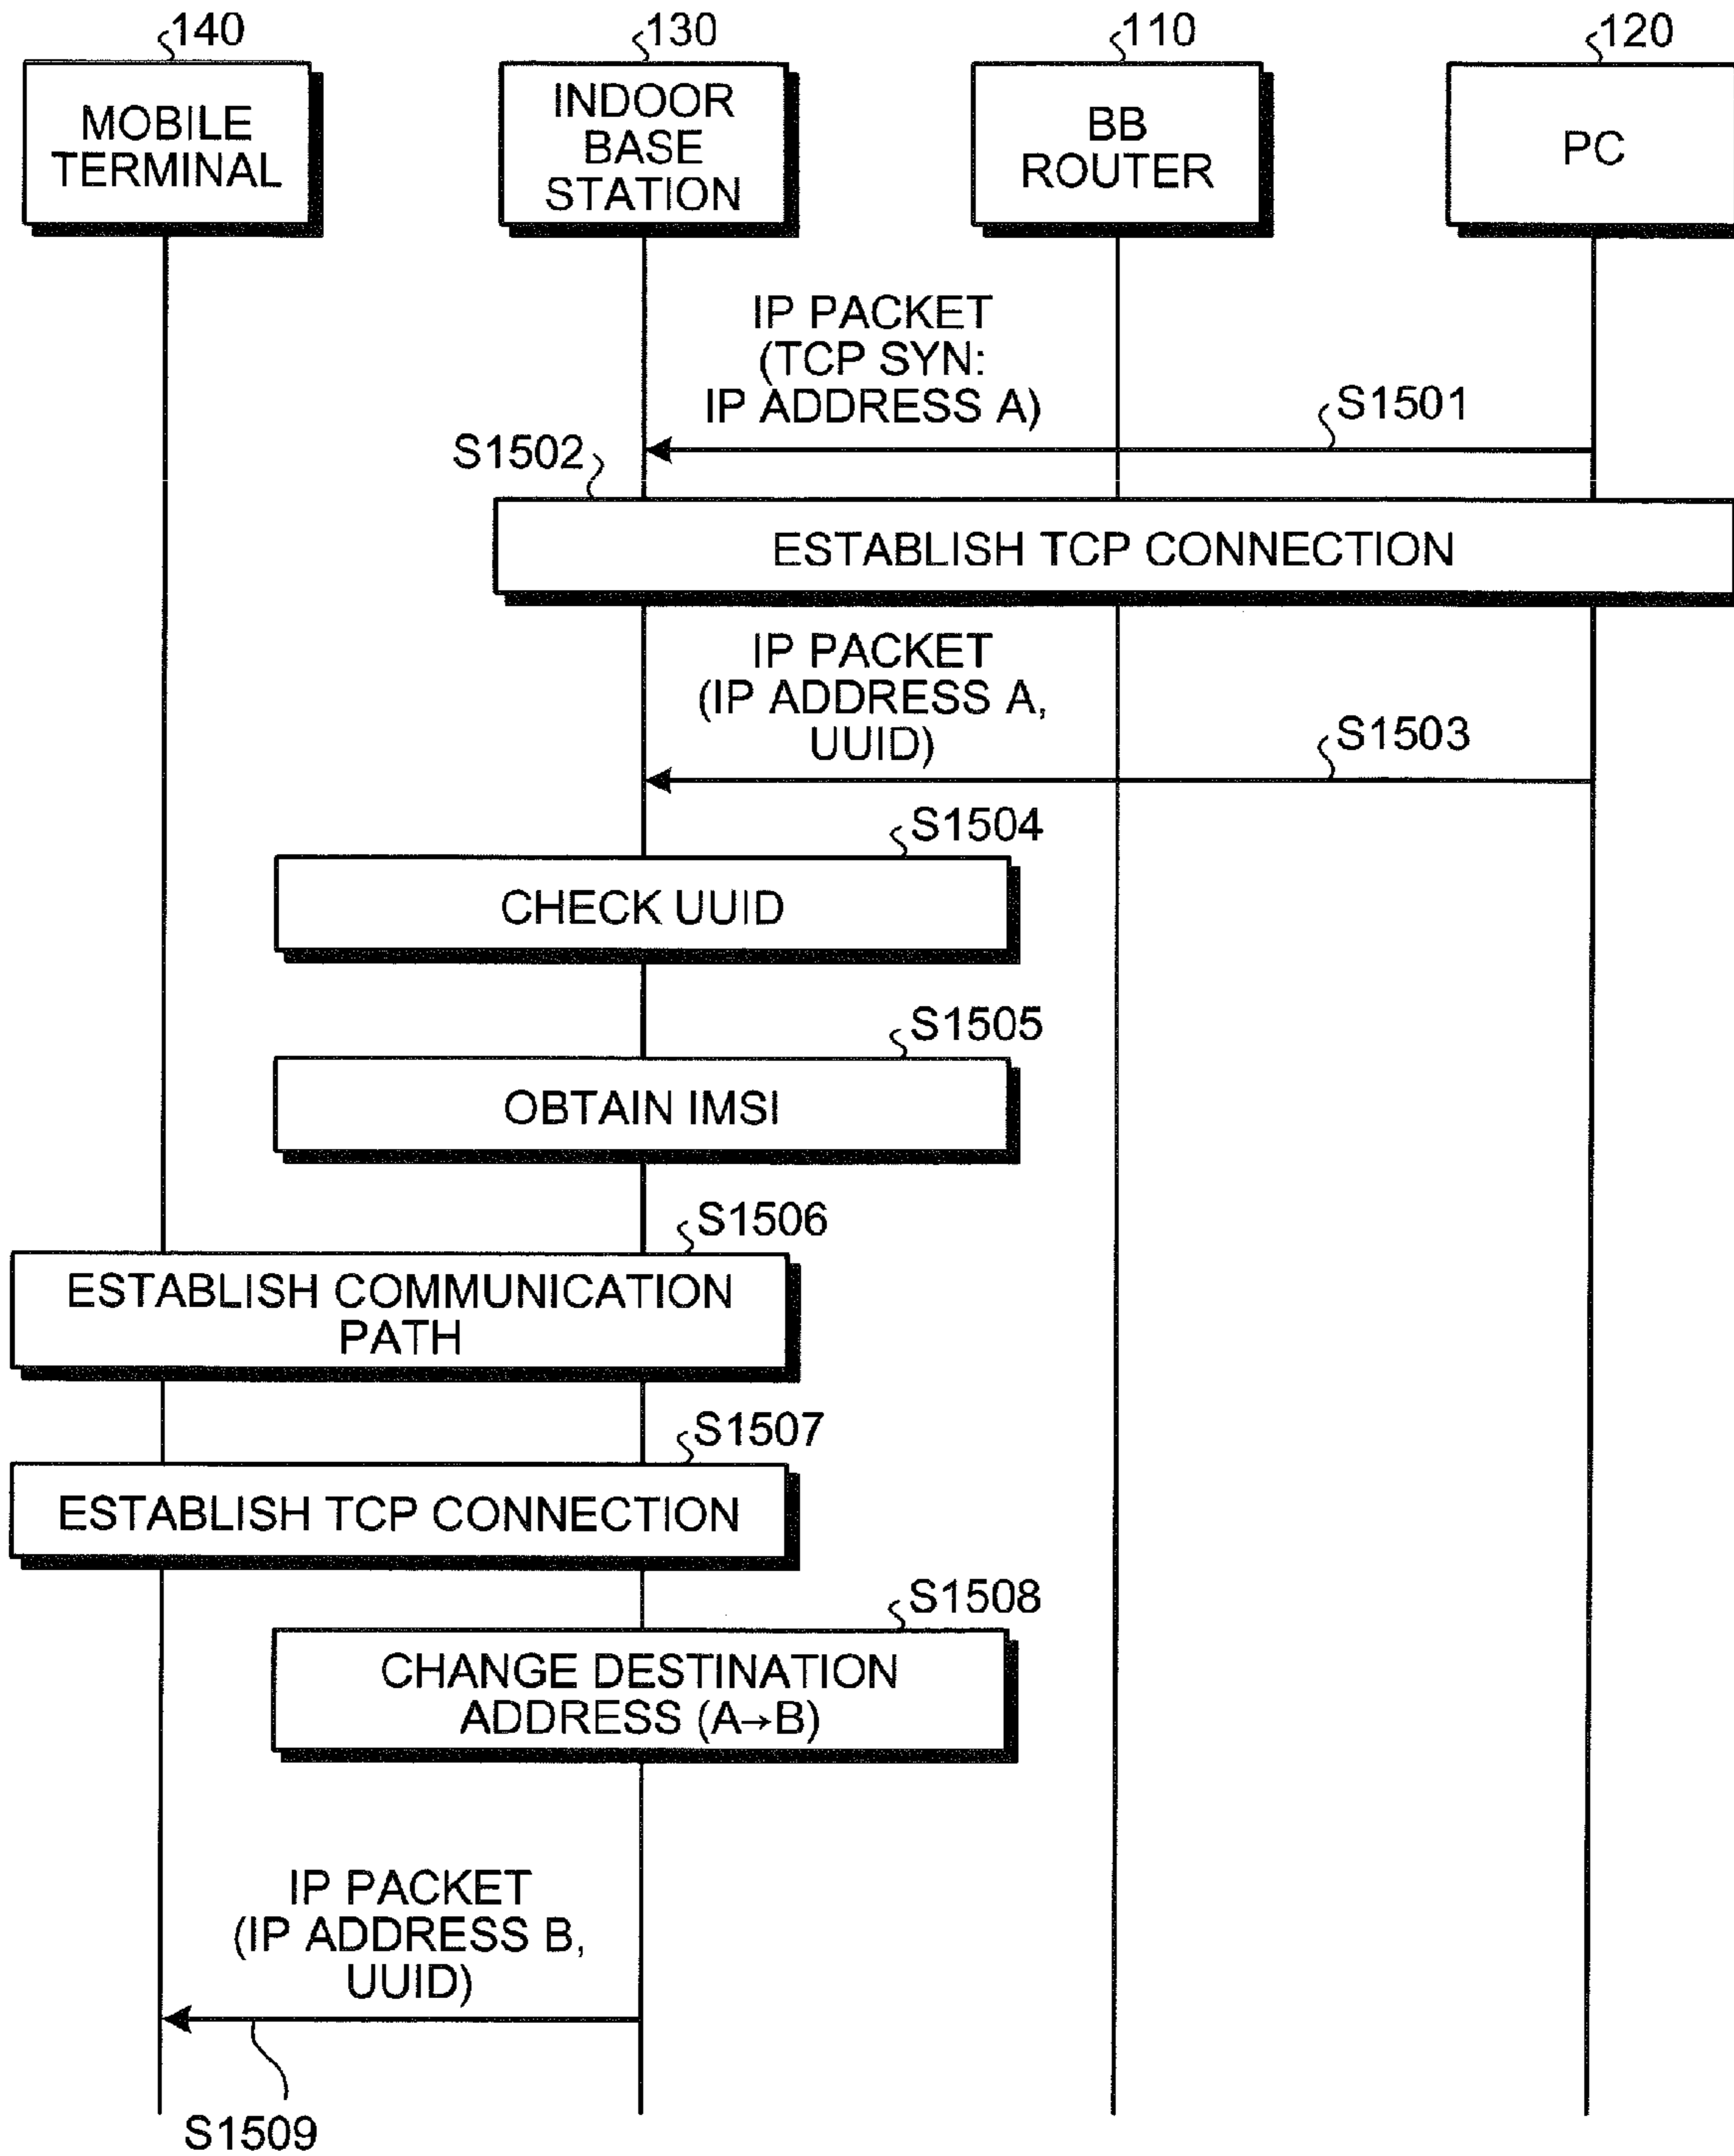 140
130
110
120
MOBILE
TERMINAL
INDOOR
BASE
STATION
BB
ROUTER
PC
IP PACKET
(TCP SYN:
IP ADDRESS A)
S1501
S1502
ESTABLISH TCP CONNECTION
IP PACKET
(IP ADDRESS A,
UUID)
S1503
S1504
CHECK UUID
S1505
OBTAIN IMSI
S1506
ESTABLISH COMMUNICATION
PATH
S1507
ESTABLISH TCP CONNECTION
S1508
CHANGE DESTINATION
ADDRESS (A→B)
IP PACKET
(IP ADDRESS B,
UUID)
S1509